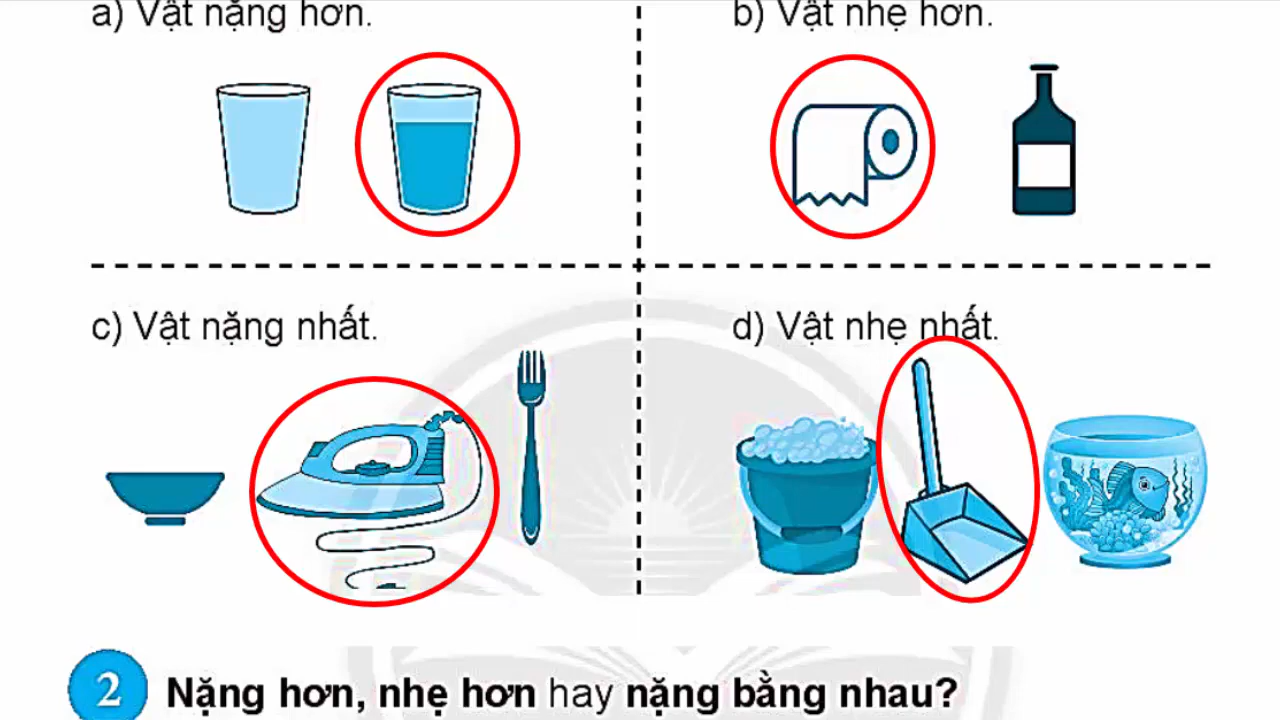 a) Vật nặng hơn.
b) Vật nhẹ hơn.
c) Vật nặng nhất.
d) Vật nhẹ nhất.
2 Nặng hơn, nhẹ hơn hay nặng bằng nhau?